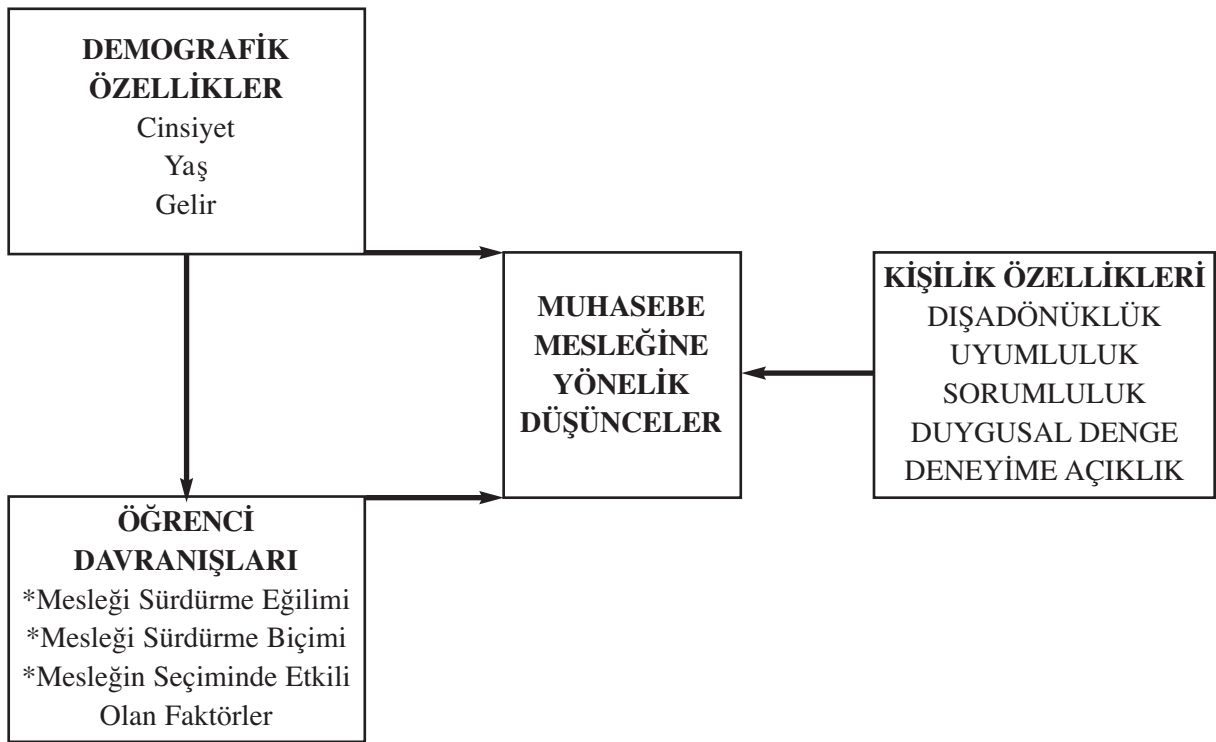 DEMOGRAFİK
ÖZELLİKLER
Cinsiyet
Yaş
Gelir
MUHASEBE
MESLEĞİNE
YÖNELİK
DÜŞÜNCELER
KİŞİLİK ÖZELLİKLERİ
DIŞADÖNÜKLÜK
UYUMLULUK
SORUMLULUK
DUYGUSAL DENGE
DENEYİME AÇIKLIK
ÖĞRENCİ
DAVRANIŞLARI
*Mesleği Sürdürme Eğilimi
*Mesleği Sürdürme Biçimi
*Mesleğin Seçiminde Etkili
Olan Faktörler